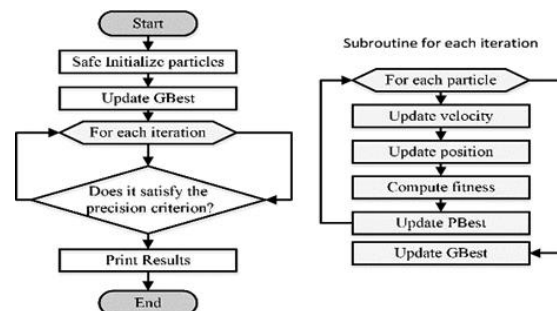 Start
Safe Initialize particles
Update GBest
For each iteration
Does it satisfy the
precision criterion?
Print Results
End
Subroutine for each iteration
For each particle
Update velocity
Update position
Compute fitness
Update PBest
Update GBest